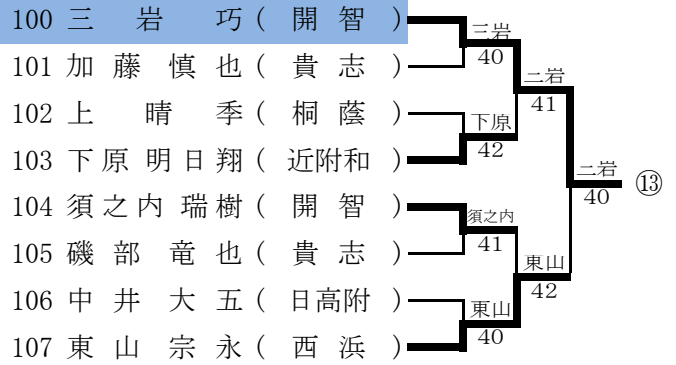 100 三岩 巧 ( 開智 )
101 加藤 慎也 ( 貴志 )
102 上 晴季 ( 桐蔭 )
103 下原 明日翔 ( 近附和 )
104 須之内 瑞樹 ( 開智 )
105 磯部 竜也 ( 貴志 )
106 中井 大五 ( 日高附 )
107 東山 宗永 ( 西浜 )
三岩
40
下原
42
須之内
41
東山
40
三岩
41
東山
42
三岩
40
⑬